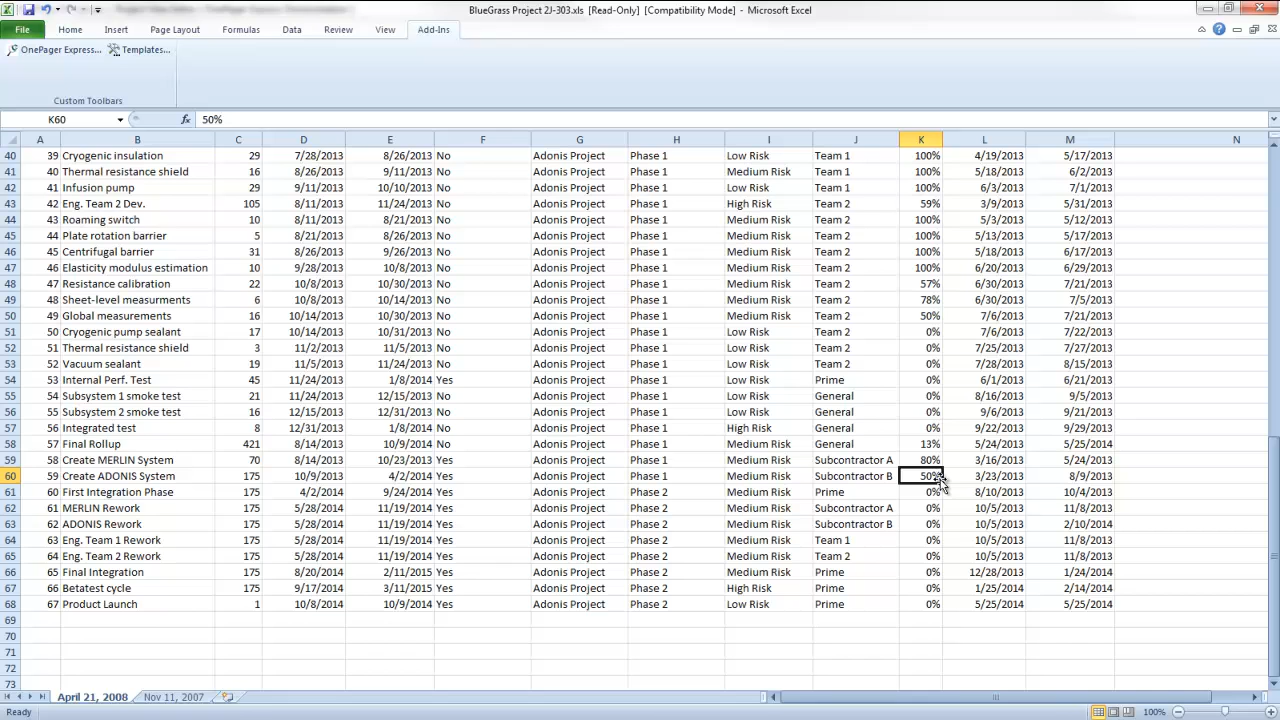 BlueGrass Project 2J-303.xls [Read-Only] [Compatibility Mode] - Microsoft Excel
File Home Insert Page Layout Formulas Data Review View Add-Ins
OnePager Express... Templates...
Custom Toolbars
K60 fx 50%
A B C D E F G H I J K L M N
40 39 Cryogenic insulation 29 7/28/2013 8/26/2013 No Adonis Project Phase 1 Low Risk Team 1 100% 4/19/2013 5/17/2013
41 40 Thermal resistance shield 16 8/26/2013 9/11/2013 No Adonis Project Phase 1 Medium Risk Team 1 100% 5/18/2013 6/2/2013
42 41 Infusion pump 29 9/11/2013 10/10/2013 No Adonis Project Phase 1 Low Risk Team 1 100% 6/3/2013 7/1/2013
43 42 Eng. Team 2 Dev. 105 8/11/2013 11/24/2013 No Adonis Project Phase 1 High Risk Team 2 59% 3/9/2013 5/31/2013
44 43 Roaming switch 10 8/11/2013 8/21/2013 No Adonis Project Phase 1 Medium Risk Team 2 100% 5/3/2013 5/12/2013
45 44 Plate rotation barrier 5 8/21/2013 8/26/2013 No Adonis Project Phase 1 Medium Risk Team 2 100% 5/13/2013 5/17/2013
46 45 Centrifugal barrier 31 8/26/2013 9/26/2013 No Adonis Project Phase 1 Medium Risk Team 2 100% 5/18/2013 6/17/2013
47 46 Elasticity modulus estimation 10 9/28/2013 10/8/2013 No Adonis Project Phase 1 Medium Risk Team 2 100% 6/20/2013 6/29/2013
48 47 Resistance calibration 22 10/8/2013 10/30/2013 No Adonis Project Phase 1 Medium Risk Team 2 57% 6/30/2013 7/21/2013
49 48 Sheet-level measurments 6 10/8/2013 10/14/2013 No Adonis Project Phase 1 Medium Risk Team 2 78% 6/30/2013 7/5/2013
50 49 Global measurements 16 10/14/2013 10/30/2013 No Adonis Project Phase 1 Medium Risk Team 2 50% 7/6/2013 7/21/2013
51 50 Cryogenic pump sealant 17 10/14/2013 10/31/2013 No Adonis Project Phase 1 Low Risk Team 2 0% 7/6/2013 7/22/2013
52 51 Thermal resistance shield 3 11/2/2013 11/5/2013 No Adonis Project Phase 1 Low Risk Team 2 0% 7/25/2013 7/27/2013
53 52 Vacuum sealant 19 11/5/2013 11/24/2013 No Adonis Project Phase 1 Low Risk Team 2 0% 7/28/2013 8/15/2013
54 53 Internal Perf. Test 45 11/24/2013 1/8/2014 Yes Adonis Project Phase 1 Low Risk Prime 0% 6/1/2013 6/21/2013
55 54 Subsystem 1 smoke test 21 11/24/2013 12/15/2013 No Adonis Project Phase 1 Low Risk General 0% 8/16/2013 9/5/2013
56 55 Subsystem 2 smoke test 16 12/15/2013 12/31/2013 No Adonis Project Phase 1 Low Risk General 0% 9/6/2013 9/21/2013
57 56 Integrated test 8 12/31/2013 1/8/2014 No Adonis Project Phase 1 High Risk General 0% 9/22/2013 9/29/2013
58 57 Final Rollup 421 8/14/2013 10/9/2014 No Adonis Project Phase 1 Medium Risk General 13% 5/24/2013 5/25/2014
59 58 Create MERLIN System 70 8/14/2013 10/23/2013 Yes Adonis Project Phase 1 Medium Risk Subcontractor A 80% 3/16/2013 5/24/2013
60 59 Create ADONIS System 175 10/9/2013 4/2/2014 Yes Adonis Project Phase 1 Medium Risk Subcontractor B 50% 3/23/2013 8/9/2013
61 60 First Integration Phase 175 4/2/2014 9/24/2014 Yes Adonis Project Phase 2 Medium Risk Prime 0% 8/10/2013 10/4/2013
62 61 MERLIN Rework 175 5/28/2014 11/19/2014 Yes Adonis Project Phase 2 Medium Risk Subcontractor A 0% 10/5/2013 11/8/2013
63 62 ADONIS Rework 175 5/28/2014 11/19/2014 Yes Adonis Project Phase 2 Medium Risk Subcontractor B 0% 10/5/2013 2/10/2014
64 63 Eng. Team 1 Rework 175 5/28/2014 11/19/2014 Yes Adonis Project Phase 2 Medium Risk Team 1 0% 10/5/2013 11/8/2013
65 64 Eng. Team 2 Rework 175 5/28/2014 11/19/2014 Yes Adonis Project Phase 2 Medium Risk Team 2 0% 10/5/2013 11/8/2013
66 65 Final Integration 175 8/20/2014 2/11/2015 Yes Adonis Project Phase 2 Medium Risk Prime 0% 12/28/2013 1/24/2014
67 66 Betatest cycle 175 9/17/2014 3/11/2015 Yes Adonis Project Phase 2 High Risk Prime 0% 1/25/2014 2/14/2014
68 67 Product Launch 1 10/8/2014 10/9/2014 Yes Adonis Project Phase 2 Low Risk Prime 0% 5/25/2014 5/25/2014
69
70
71
72
73
April 21, 2008 Nov 11, 2007
Ready 100%